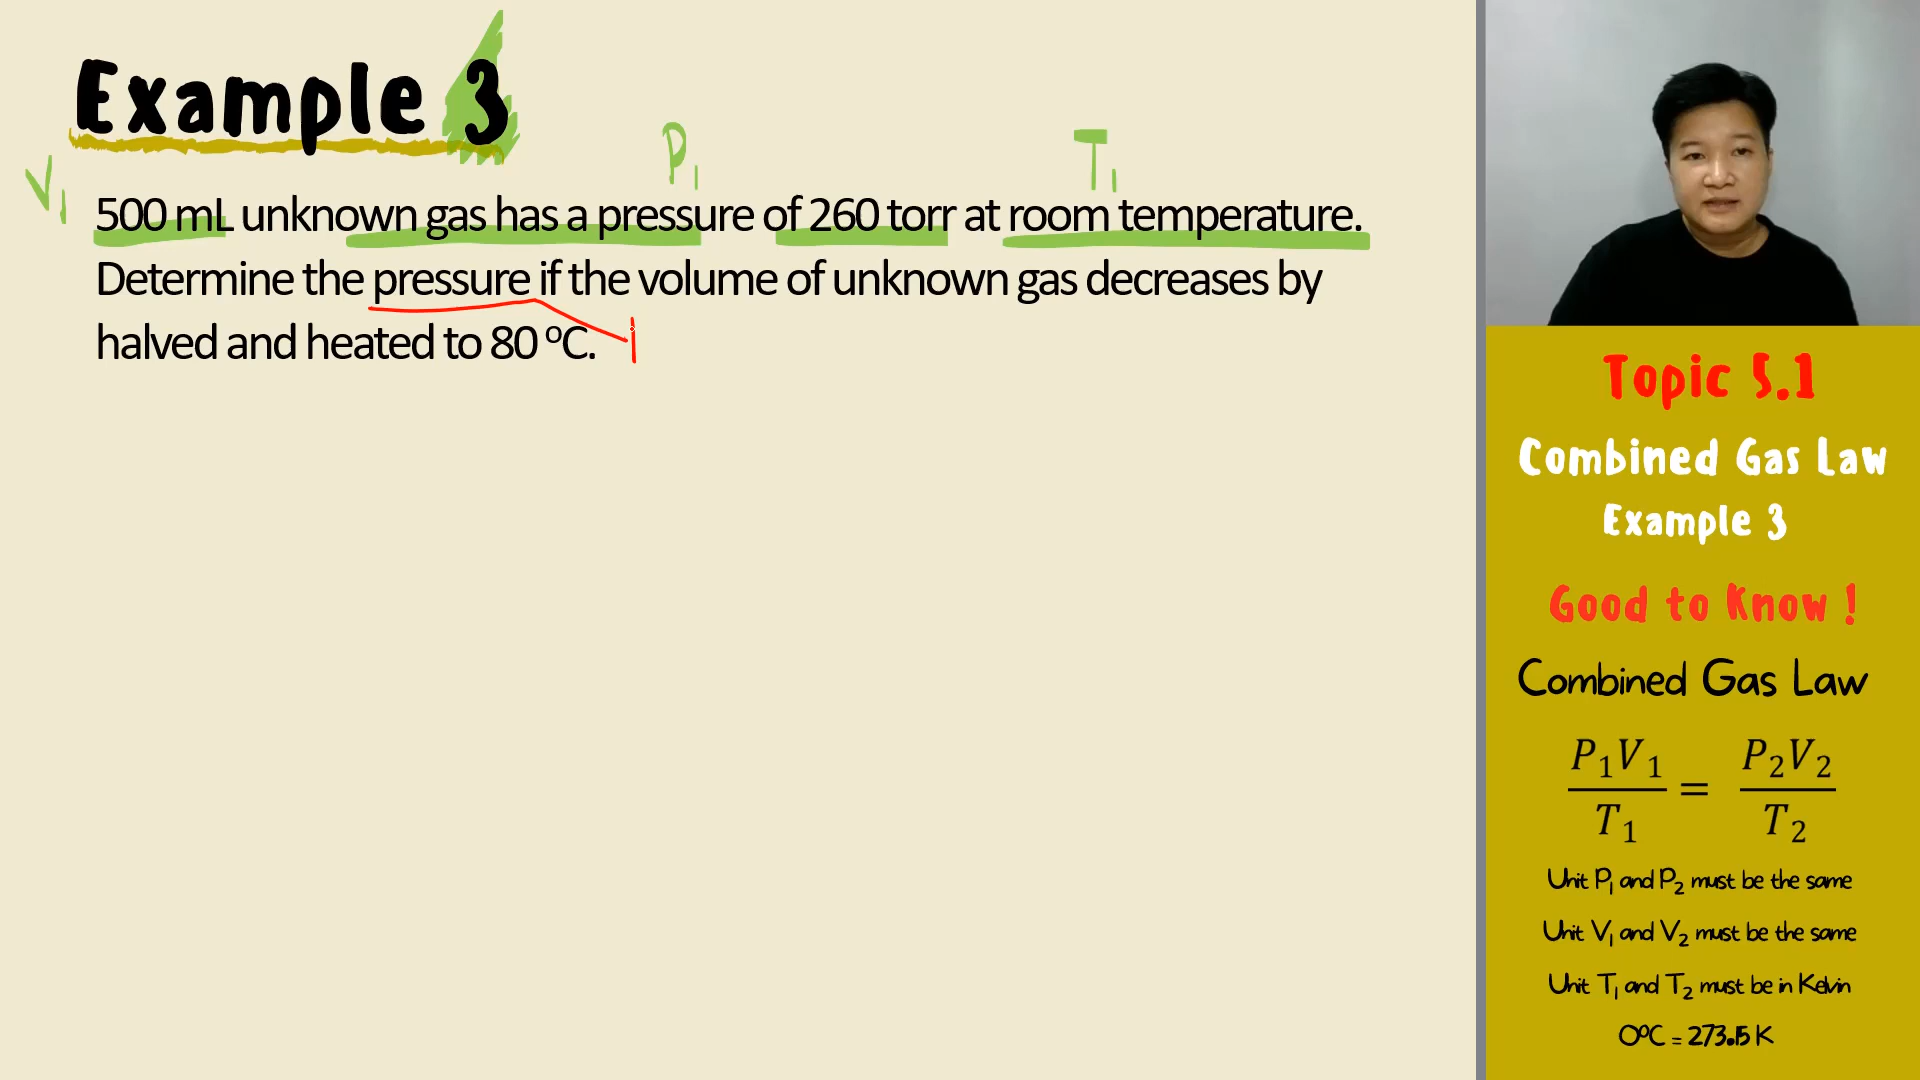 Example 3
V1
P1
T1
500 mL unknown gas has a pressure of 260 torr at room temperature.
Determine the pressure if the volume of unknown gas decreases by
halved and heated to 80 ºC.
Topic 5.1
Combined Gas Law
Example 3
Good to Know !
Combined Gas Law
P₁V₁/T₁ = P₂V₂/T₂
Unit P₁ and P₂ must be the same
Unit V₁ and V₂ must be the same
Unit T₁ and T₂ must be in Kelvin
0ºC = 273.15 K